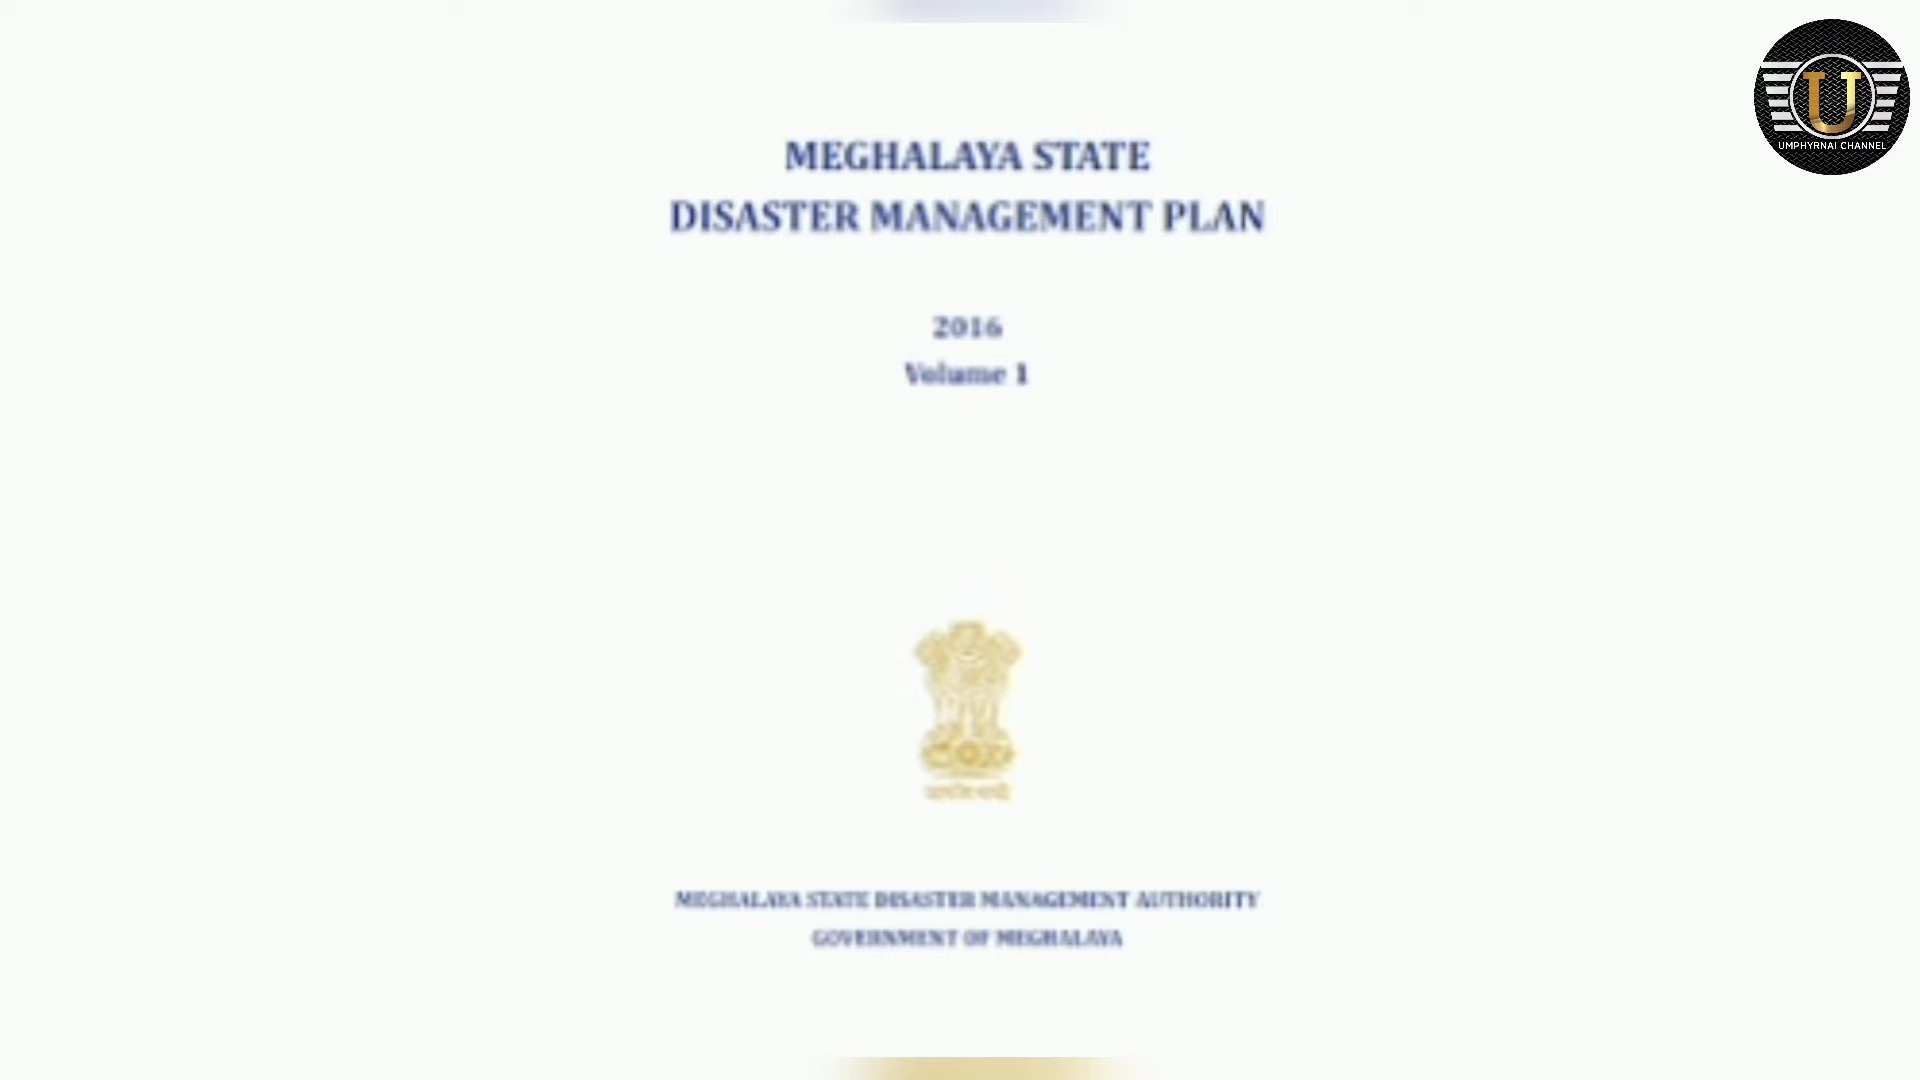 MEGHALAYA STATE
DISASTER MANAGEMENT PLAN
2016
Volume 1
MEGHALAYA STATE DISASTER MANAGEMENT AUTHORITY
GOVERNMENT OF MEGHALAYA
U
UMPHYRNAI CHANNEL